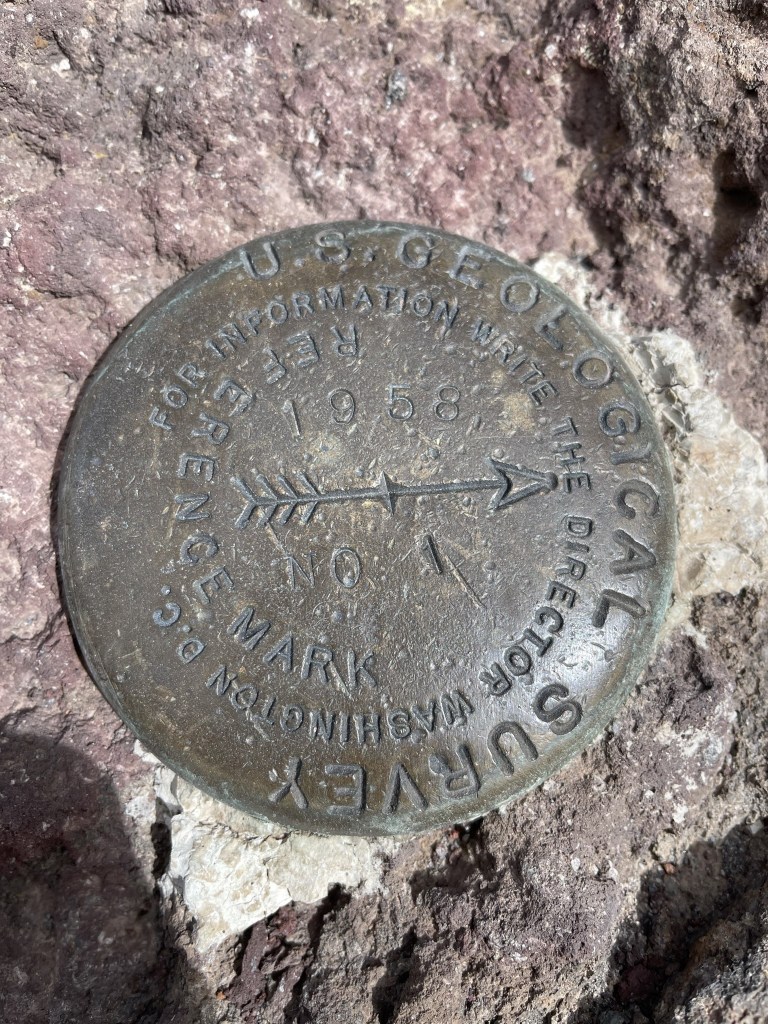 U.S. GEOLOGICAL SURVEY
FOR INFORMATION WRITE THE DIRECTOR WASHINGTON D.C.
REFERENCE MARK
1958
NO 1